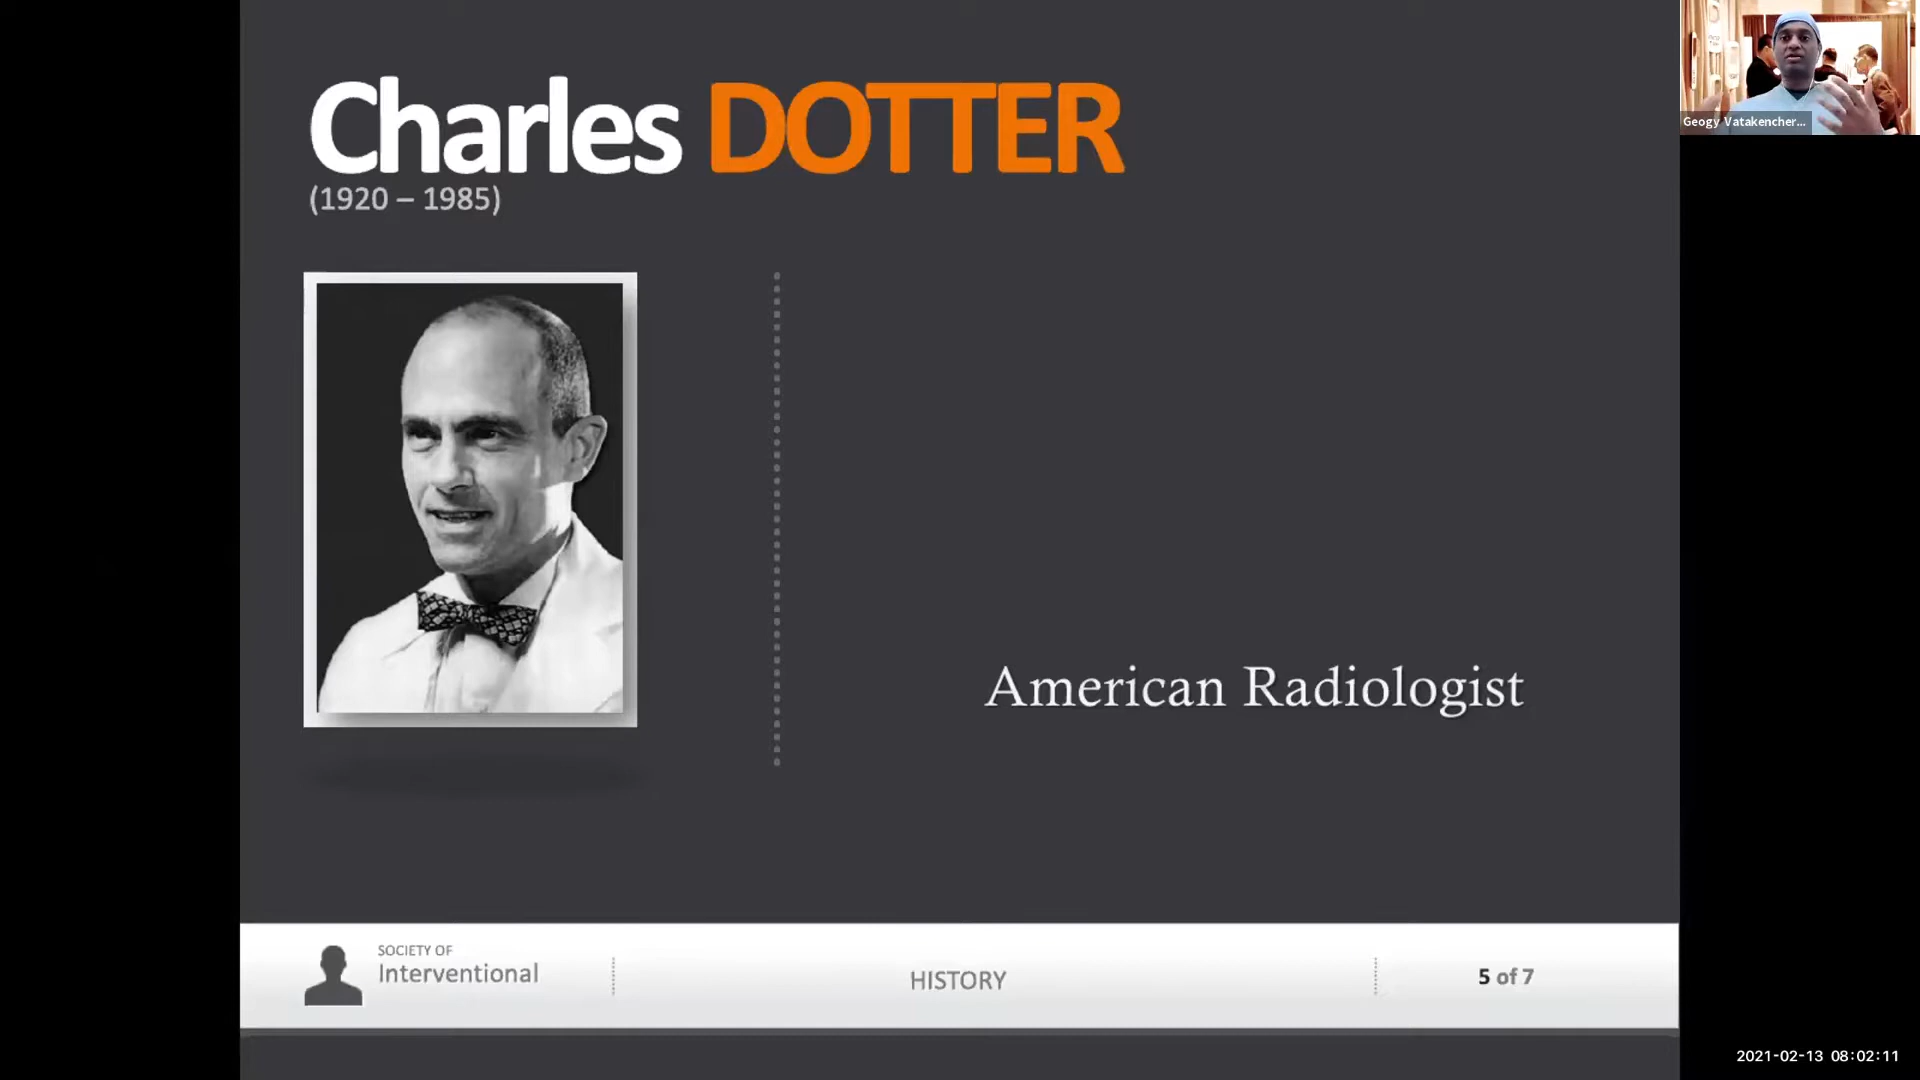 Charles DOTTER
(1920 – 1985)
Geogy Vatakencher...
American Radiologist
SOCIETY OF
Interventional
HISTORY
5 of 7
2021-02-13 08:02:11